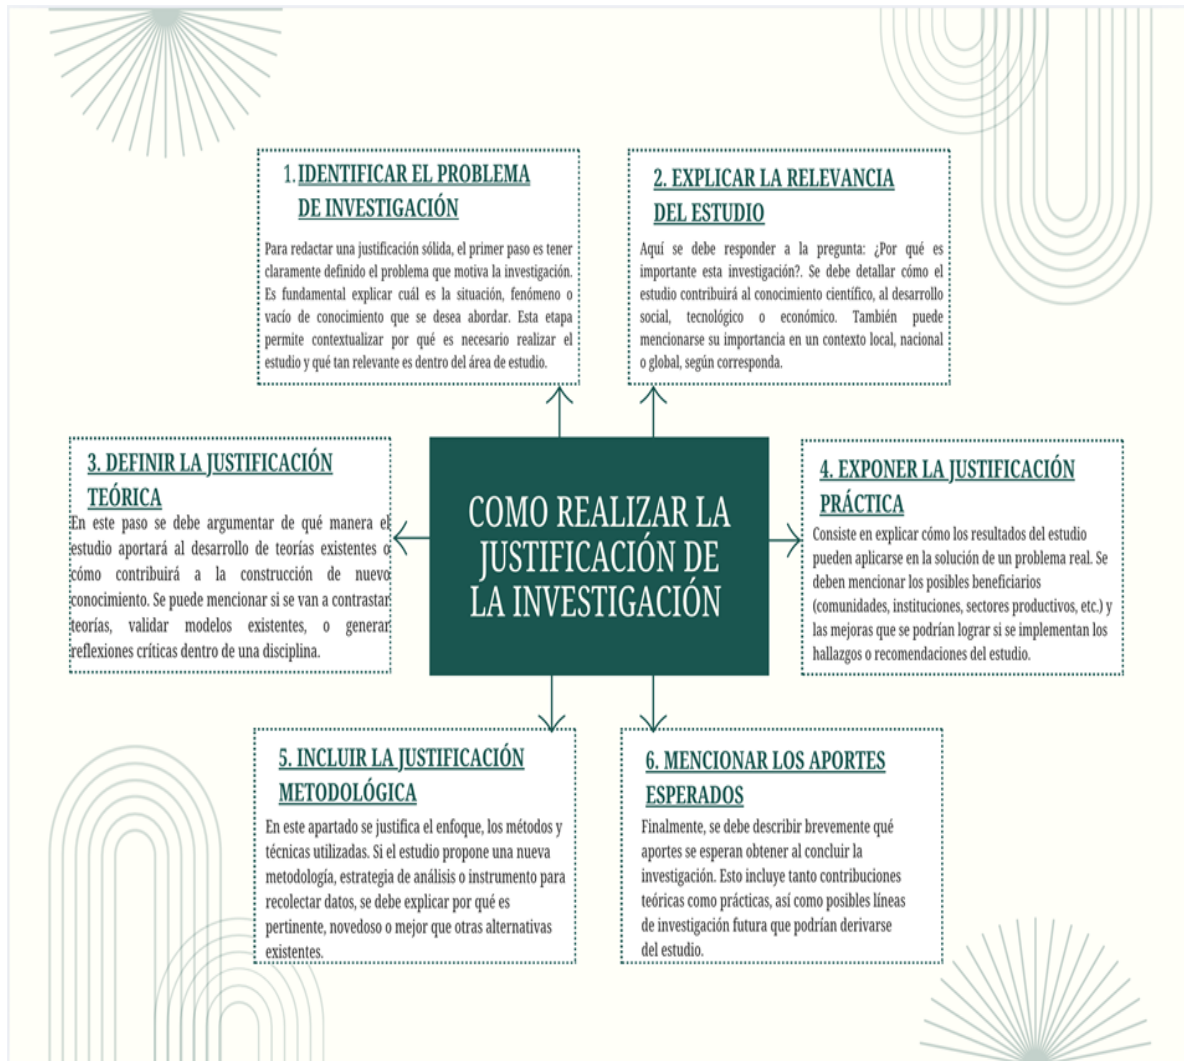 1. IDENTIFICAR EL PROBLEMA
DE INVESTIGACIÓN
Para redactar una justificación sólida, el primer paso es tener
claramente definido el problema que motiva la investigación.
Es fundamental explicar cuál es la situación, fenómeno o
vacío de conocimiento que se desea abordar. Esta etapa
permite contextualizar por qué es necesario realizar el
estudio y qué tan relevante es dentro del área de estudio.
2. EXPLICAR LA RELEVANCIA
DEL ESTUDIO
Aquí se debe responder a la pregunta: ¿Por qué es
importante esta investigación?. Se debe detallar cómo el
estudio contribuirá al conocimiento científico, al desarrollo
social, tecnológico o económico. También puede
mencionarse su importancia en un contexto local, nacional
o global, según corresponda.
3. DEFINIR LA JUSTIFICACIÓN
TEÓRICA
En este paso se debe argumentar de qué manera el
estudio aportará al desarrollo de teorías existentes o
cómo contribuirá a la construcción de nuevo
conocimiento. Se puede mencionar si se van a contrastar
teorías, validar modelos existentes, o generar
reflexiones críticas dentro de una disciplina.
COMO REALIZAR LA
JUSTIFICACIÓN DE
LA INVESTIGACIÓN
4. EXPONER LA JUSTIFICACIÓN
PRÁCTICA
Consiste en explicar cómo los resultados del estudio
pueden aplicarse en la solución de un problema real. Se
deben mencionar los posibles beneficiarios
(comunidades, instituciones, sectores productivos, etc.) y
las mejoras que se podrían lograr si se implementan los
hallazgos o recomendaciones del estudio.
5. INCLUIR LA JUSTIFICACIÓN
METODOLÓGICA
En este apartado se justifica el enfoque, los métodos y
técnicas utilizadas. Si el estudio propone una nueva
metodología, estrategia de análisis o instrumento para
recolectar datos, se debe explicar por qué es
pertinente, novedoso o mejor que otras alternativas
existentes.
6. MENCIONAR LOS APORTES
ESPERADOS
Finalmente, se debe describir brevemente qué
aportes se esperan obtener al concluir la
investigación. Esto incluye tanto contribuciones
teóricas como prácticas, así como posibles líneas
de investigación futura que podrían derivarse
del estudio.